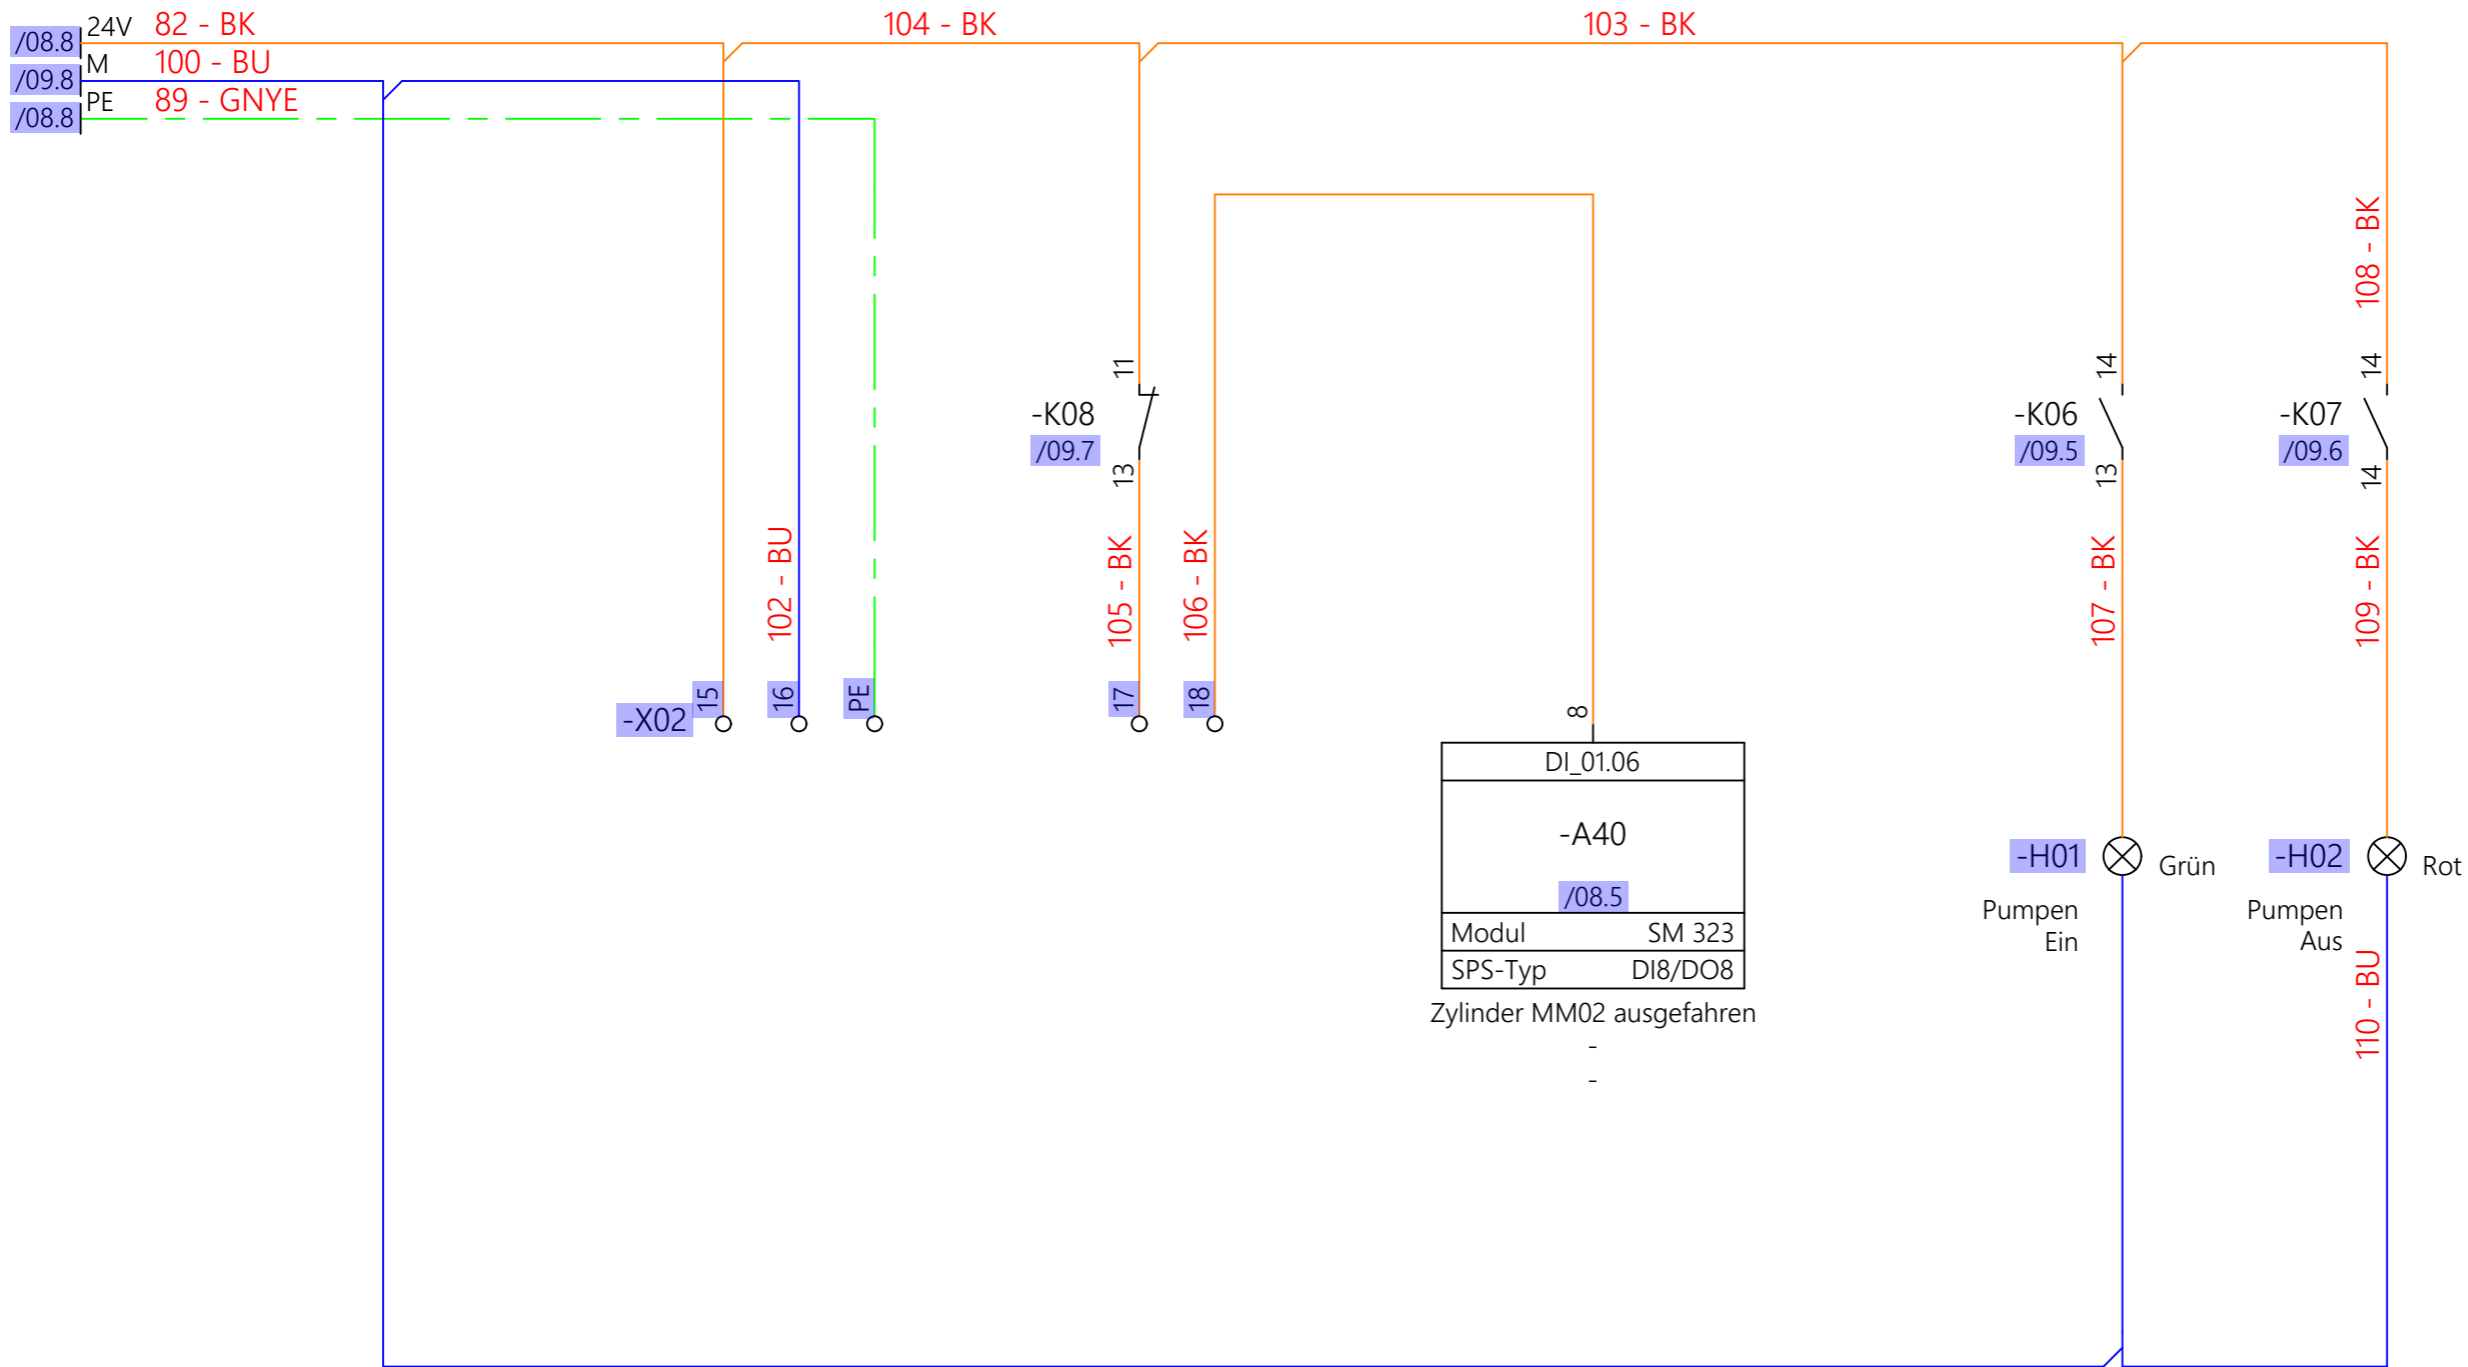 /08.8 24V 82 - BK 104 - BK 103 - BK
/09.8 M 100 - BU
/08.8 PE 89 - GNYE
108 - BK
11
-K08
/09.7
13
14
-K06
/09.5
13
14
-K07
/09.6
14
102 - BU
105 - BK
106 - BK
107 - BK
109 - BK
-X02 15 16 PE 17 18
8
DI_01.06
-A40
/08.5
Modul SM 323
SPS-Typ DI8/DO8
Zylinder MM02 ausgefahren
-
-
-H01 Grün
Pumpen
Ein
-H02 Rot
Pumpen
Aus
110 - BU